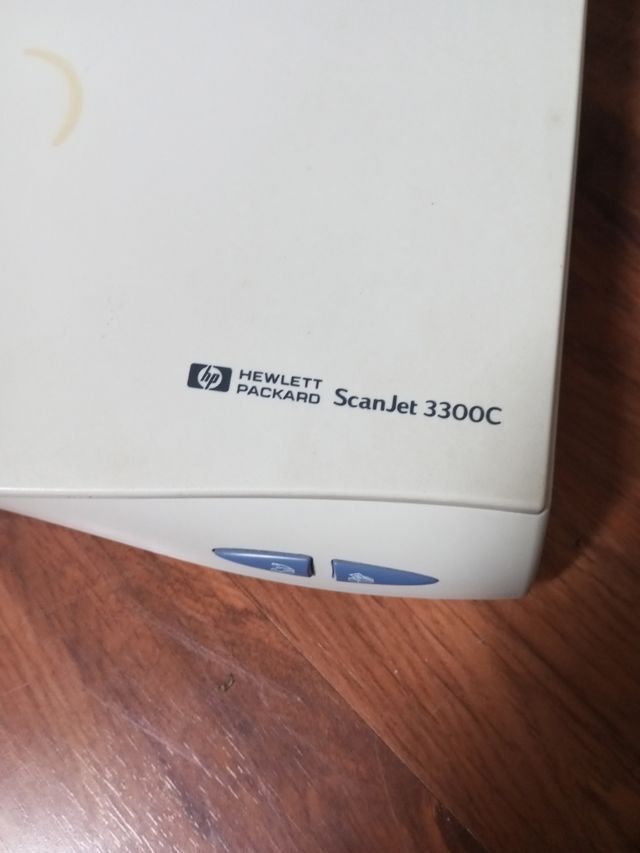 hp HEWLETT
PACKARD ScanJet 3300C